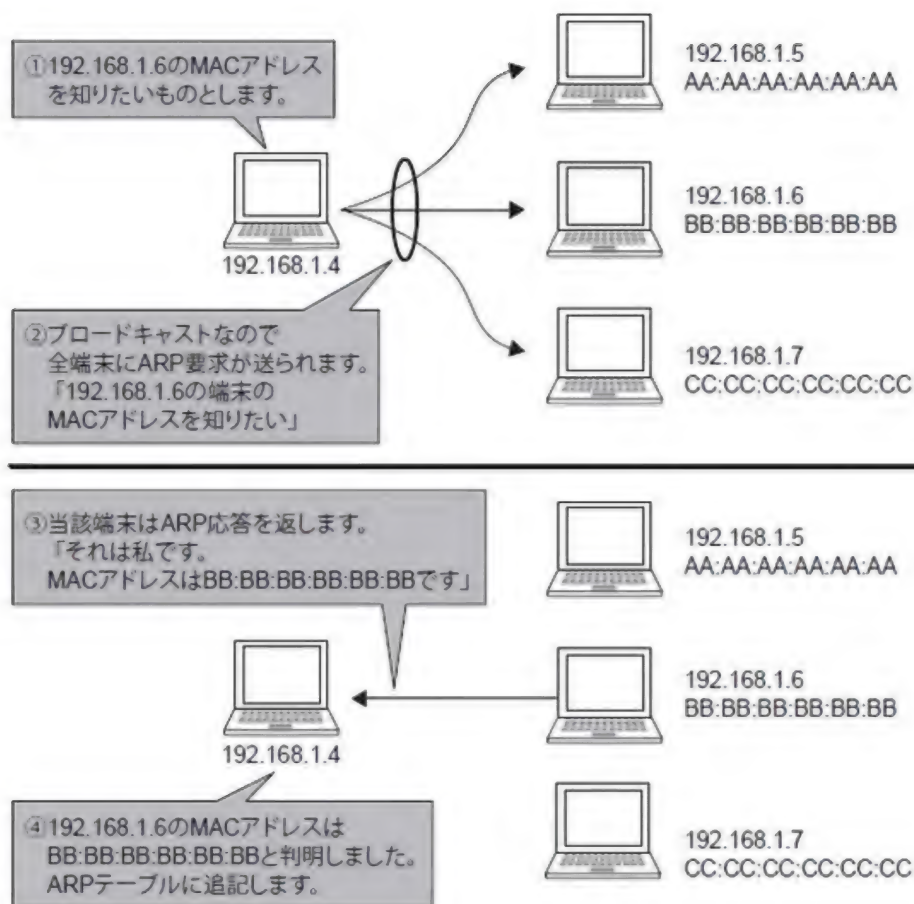 ①192.168.1.6のMACアドレス
を知りたいものとします。
192.168.1.4
②ブロードキャストなので
全端末にARP要求が送られます。
「192.168.1.6の端末の
MACアドレスを知りたい」
192.168.1.5
AA:AA:AA:AA:AA:AA
192.168.1.6
BB:BB:BB:BB:BB:BB
192.168.1.7
CC:CC:CC:CC:CC:CC
③当該端末はARP応答を返します。
「それは私です。
MACアドレスはBB:BB:BB:BB:BB:BBです」
192.168.1.4
④192.168.1.6のMACアドレスは
BB:BB:BB:BB:BB:BBと判明しました。
ARPテーブルに追記します。
192.168.1.5
AA:AA:AA:AA:AA:AA
192.168.1.6
BB:BB:BB:BB:BB:BB
192.168.1.7
CC:CC:CC:CC:CC:CC